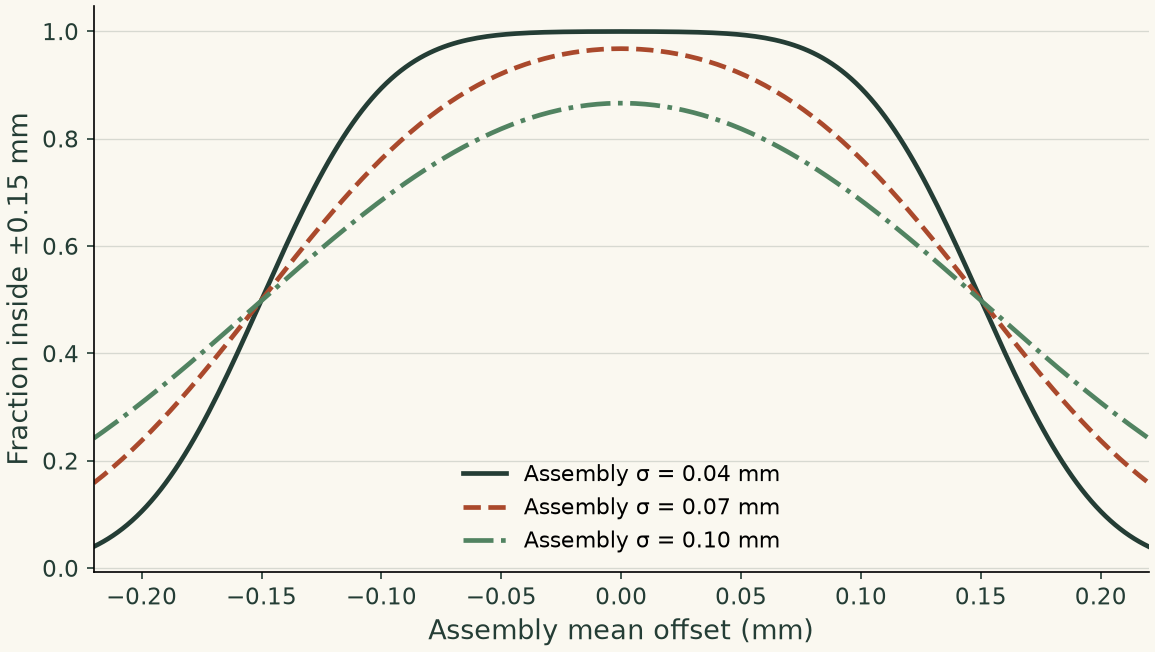 Fraction inside ±0.15 mm
1.0
0.8
0.6
0.4
0.2
0.0
Assembly σ = 0.04 mm
Assembly σ = 0.07 mm
Assembly σ = 0.10 mm
−0.20 −0.15 −0.10 −0.05 0.00 0.05 0.10 0.15 0.20
Assembly mean offset (mm)